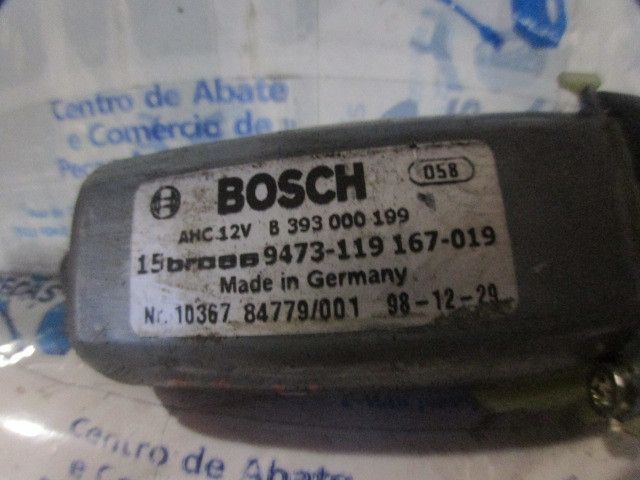 Centro de Abate
e Comércio de
BOSCH
058
AHC 12V B 393 000 199
15brose 9473-119 167-019
Made in Germany
Nr. 10367 84779/001 98-12-29
Centro de Abate